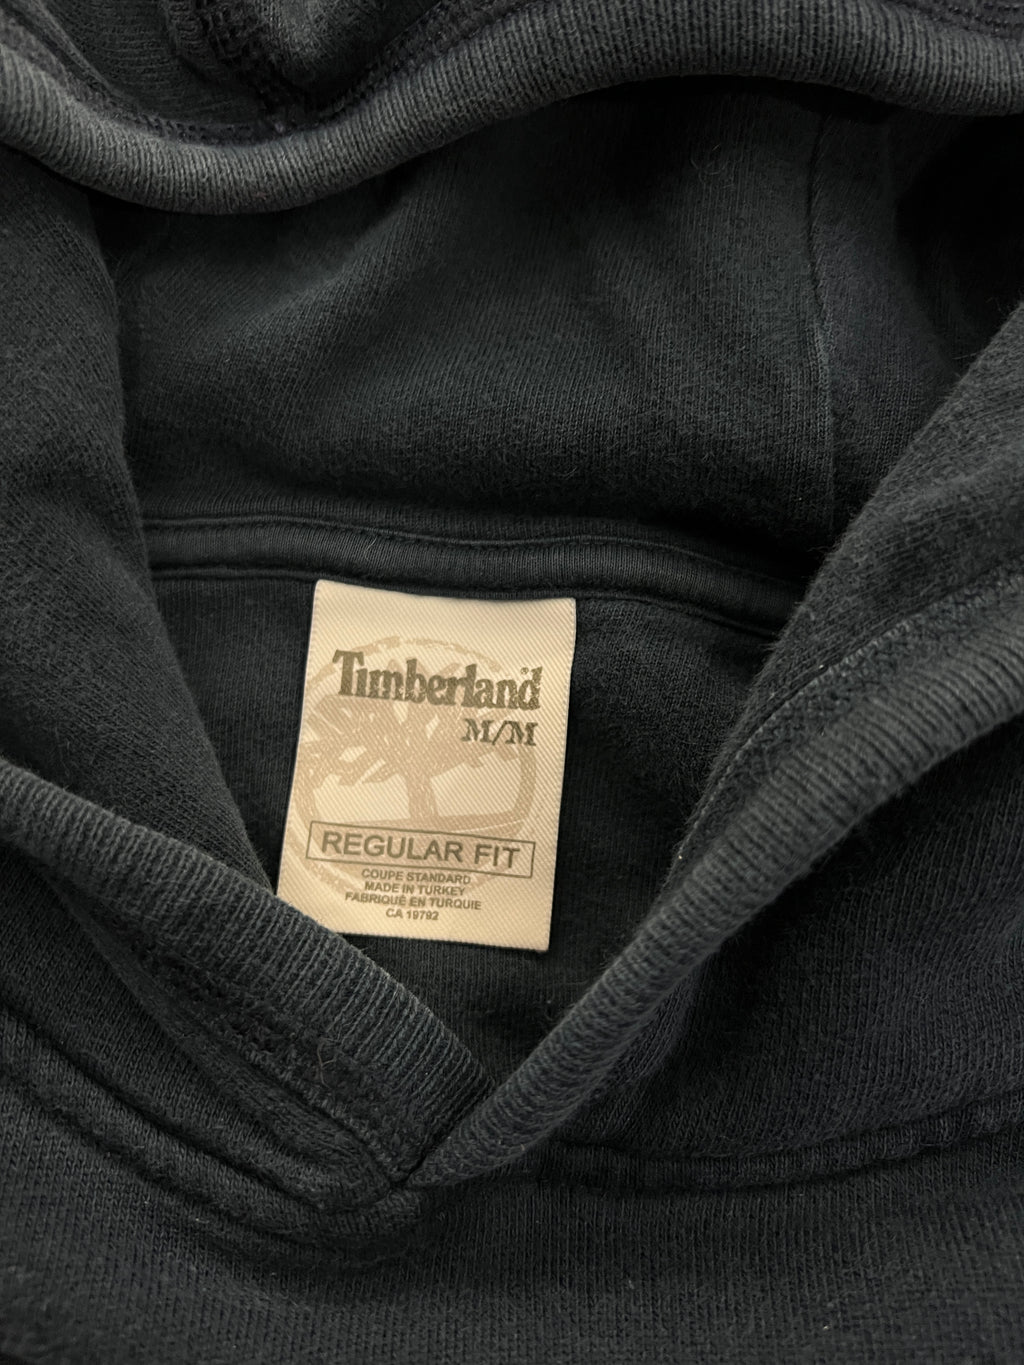 Timberland
M/M
REGULAR FIT
COUPE STANDARD
MADE IN TURKEY
FABRIQUÉ EN TURQUIE
CA 19792